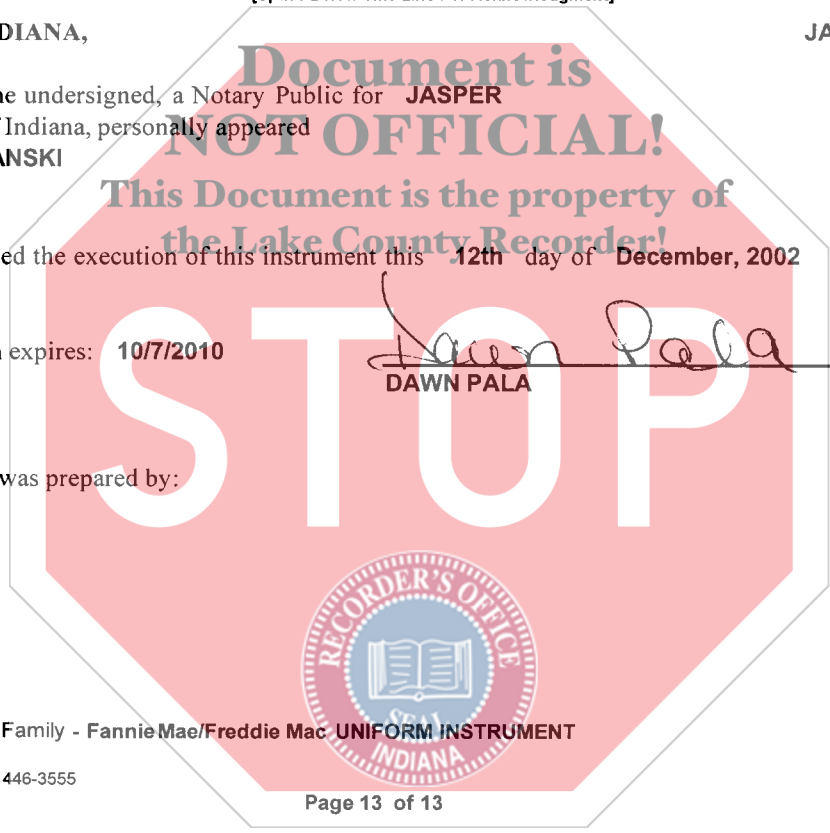 DIANA, JA
Document is
ne undersigned, a Notary Public for JASPER
Indiana, personally appeared
NOT OFFICIAL!
ANSKI
This Document is the property of
the Lake County Recorder!
ed the execution of this instrument this 12th day of December, 2002
Dawn Pala
n expires: 10/7/2010
DAWN PALA
STOP
was prepared by:
RECORDER'S OFFICE
SEAL
INDIANA
Family - Fannie Mae/Freddie Mac UNIFORM INSTRUMENT
446-3555
Page 13 of 13